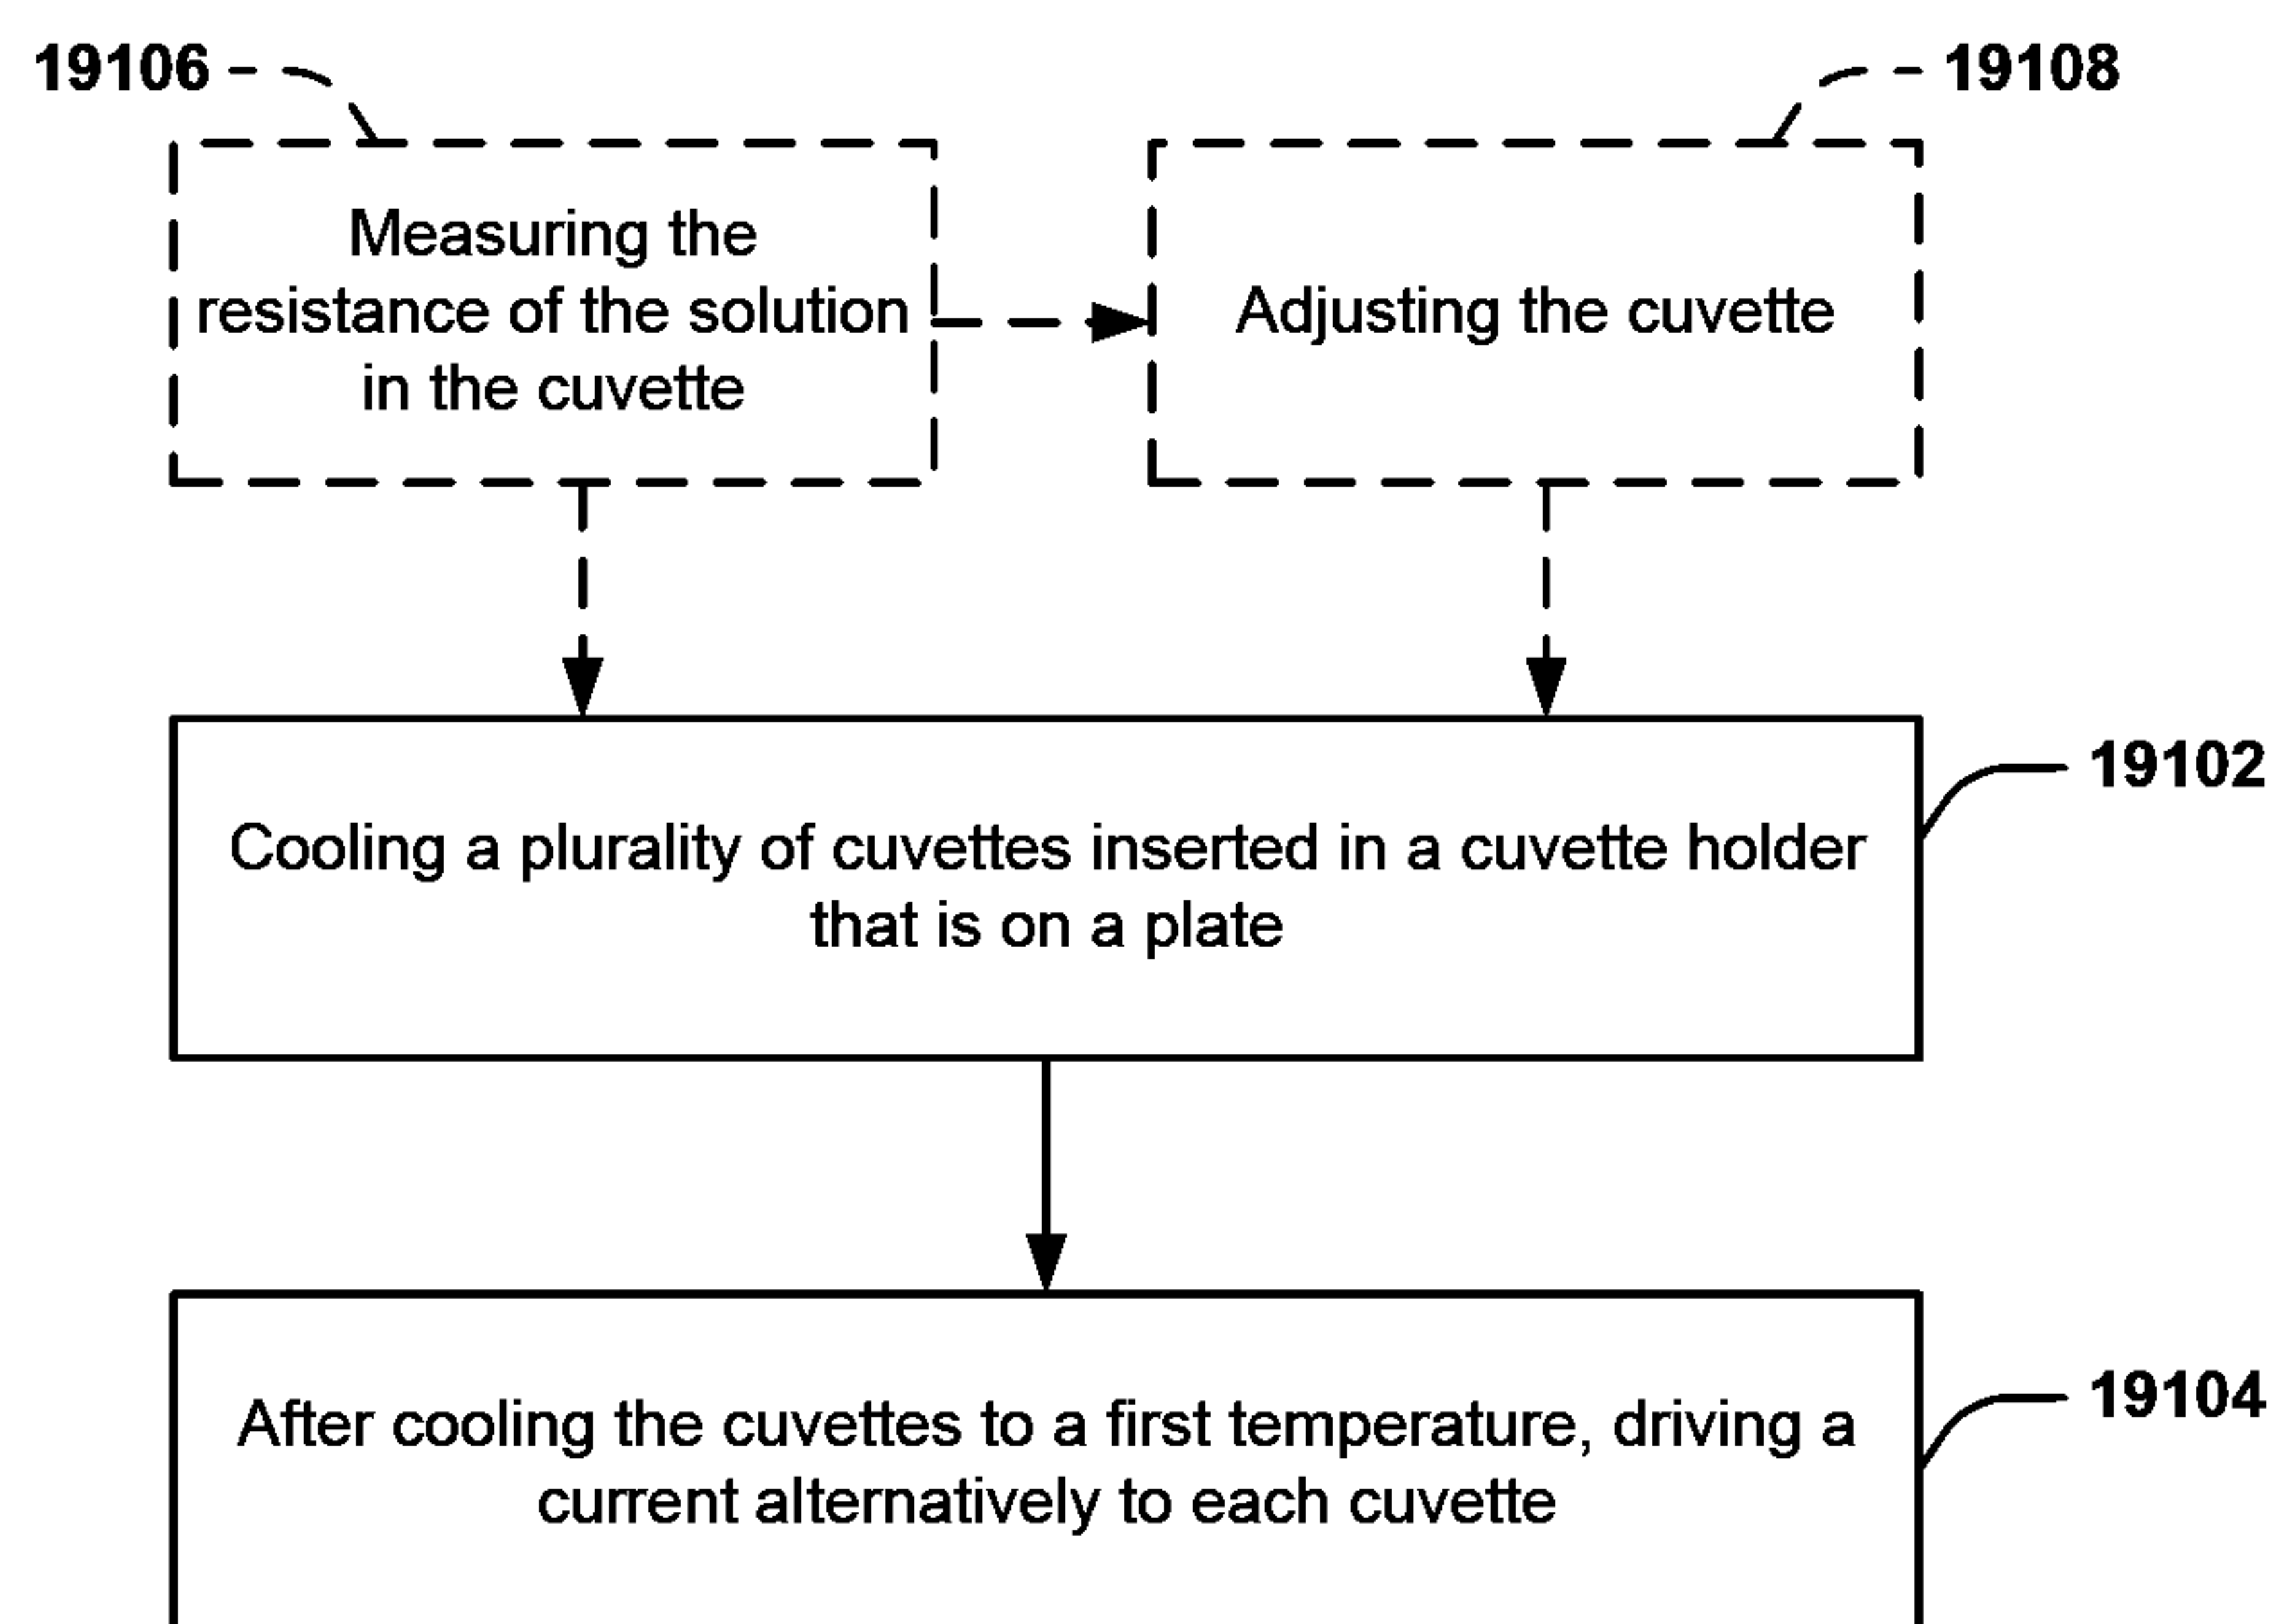 19106
19108
Measuring the
resistance of the solution
in the cuvette
Adjusting the cuvette
19102
Cooling a plurality of cuvettes inserted in a cuvette holder
that is on a plate
19104
After cooling the cuvettes to a first temperature, driving a
current alternatively to each cuvette